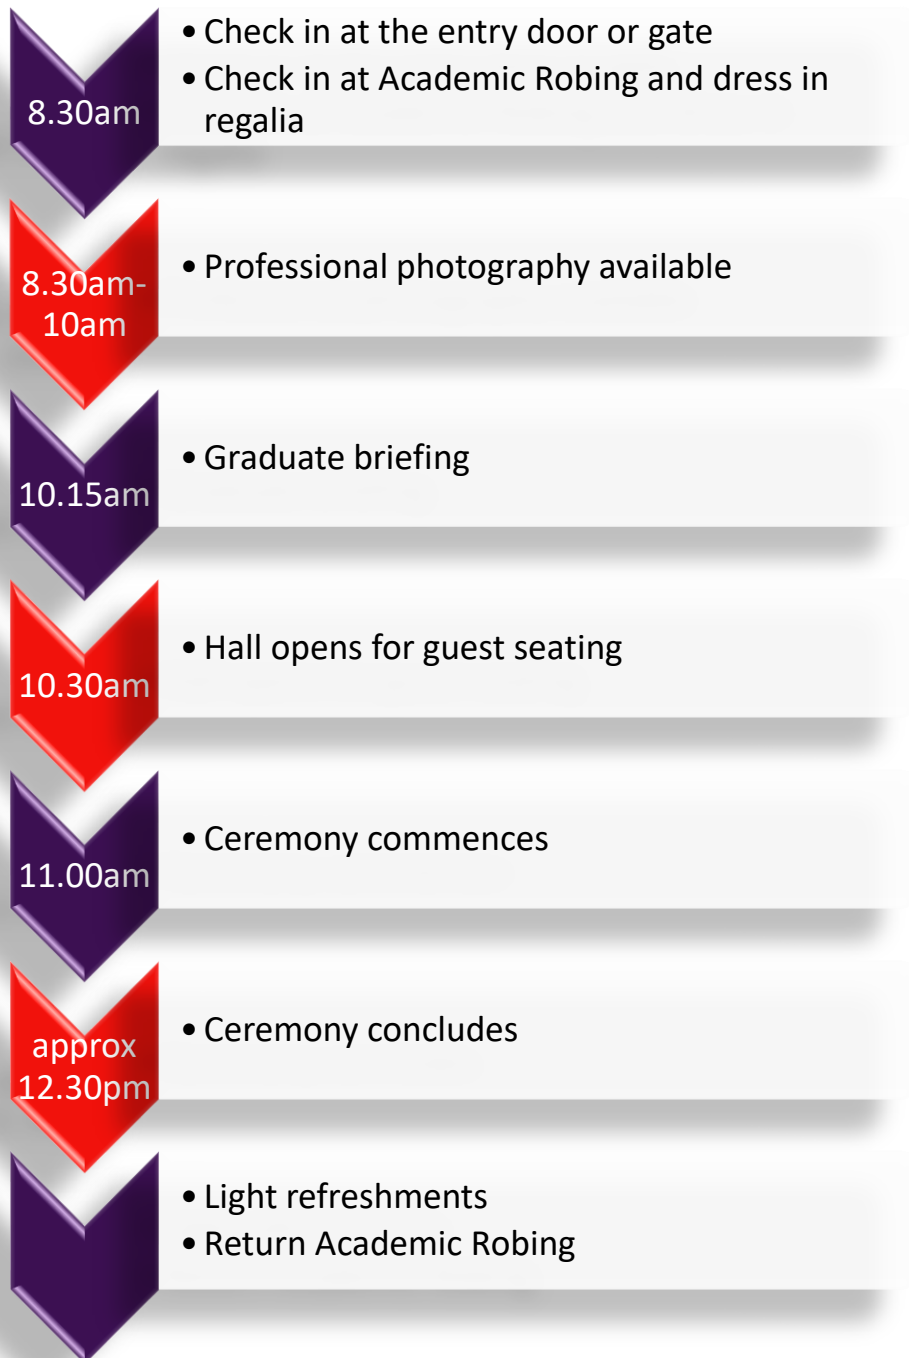 8.30am
• Check in at the entry door or gate
• Check in at Academic Robing and dress in
regalia
8.30am-
10am
• Professional photography available
10.15am
• Graduate briefing
10.30am
• Hall opens for guest seating
11.00am
• Ceremony commences
approx
12.30pm
• Ceremony concludes
• Light refreshments
• Return Academic Robing